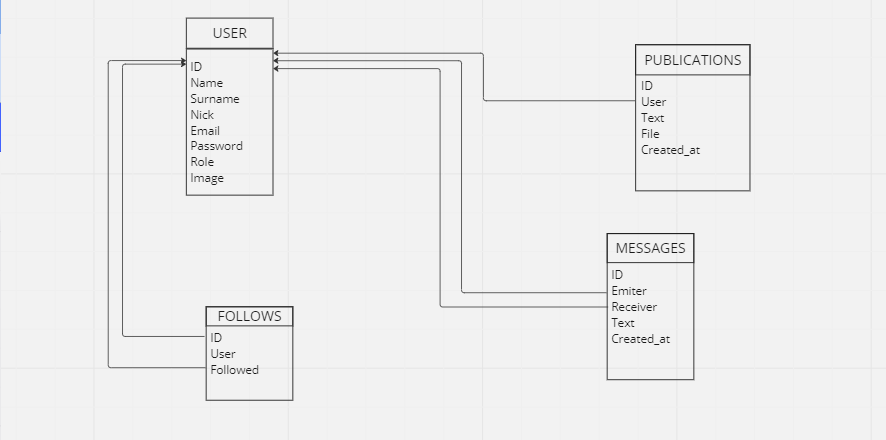 USER
ID
Name
Surname
Nick
Email
Password
Role
Image
PUBLICATIONS
ID
User
Text
File
Created_at
MESSAGES
ID
Emiter
Receiver
Text
Created_at
FOLLOWS
ID
User
Followed